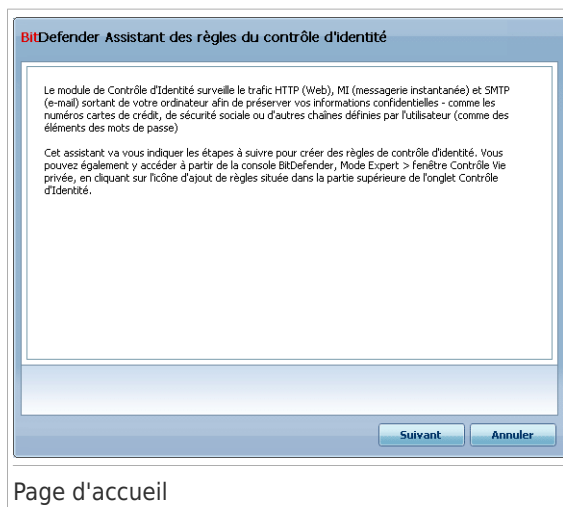 BitDefender Assistant des règles du contrôle d'identité
Le module de Contrôle d'Identité surveille le trafic HTTP (Web), MI (messagerie instantanée) et SMTP
(e-mail) sortant de votre ordinateur afin de préserver vos informations confidentielles - comme les
numéros cartes de crédit, de sécurité sociale ou d'autres chaînes définies par l'utilisateur (comme des
éléments des mots de passe)
Cet assistant va vous indiquer les étapes à suivre pour créer des règles de contrôle d'identité. Vous
pouvez également y accéder à partir de la console BitDefender, Mode Expert > fenêtre Contrôle Vie
privée, en cliquant sur l'icône d'ajout de règles située dans la partie supérieure de l'onglet Contrôle
d'Identité.
Suivant Annuler
Page d'accueil